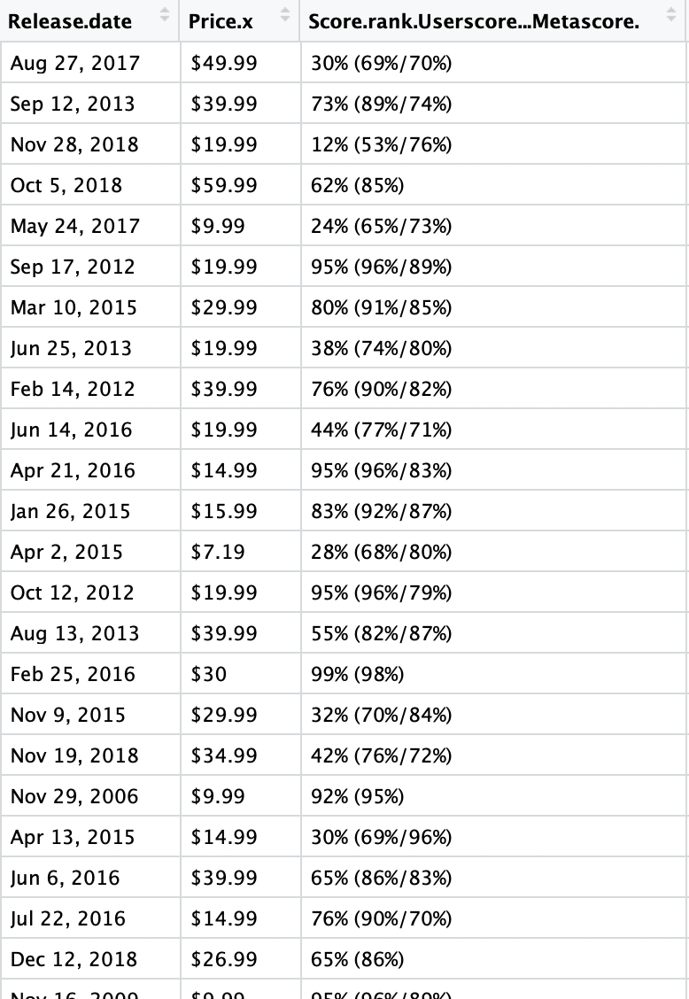 Release.date Price.x Score.rank.Userscore...Metascore.
Aug 27, 2017 $49.99 30% (69%/70%)
Sep 12, 2013 $39.99 73% (89%/74%)
Nov 28, 2018 $19.99 12% (53%/76%)
Oct 5, 2018 $59.99 62% (85%)
May 24, 2017 $9.99 24% (65%/73%)
Sep 17, 2012 $19.99 95% (96%/89%)
Mar 10, 2015 $29.99 80% (91%/85%)
Jun 25, 2013 $19.99 38% (74%/80%)
Feb 14, 2012 $39.99 76% (90%/82%)
Jun 14, 2016 $19.99 44% (77%/71%)
Apr 21, 2016 $14.99 95% (96%/83%)
Jan 26, 2015 $15.99 83% (92%/87%)
Apr 2, 2015 $7.19 28% (68%/80%)
Oct 12, 2012 $19.99 95% (96%/79%)
Aug 13, 2013 $39.99 55% (82%/87%)
Feb 25, 2016 $30 99% (98%)
Nov 9, 2015 $29.99 32% (70%/84%)
Nov 19, 2018 $34.99 42% (76%/72%)
Nov 29, 2006 $9.99 92% (95%)
Apr 13, 2015 $14.99 30% (69%/96%)
Jun 6, 2016 $39.99 65% (86%/83%)
Jul 22, 2016 $14.99 76% (90%/70%)
Dec 12, 2018 $26.99 65% (86%)
Nov 16, 2009 $9.99 95% (96%/89%)